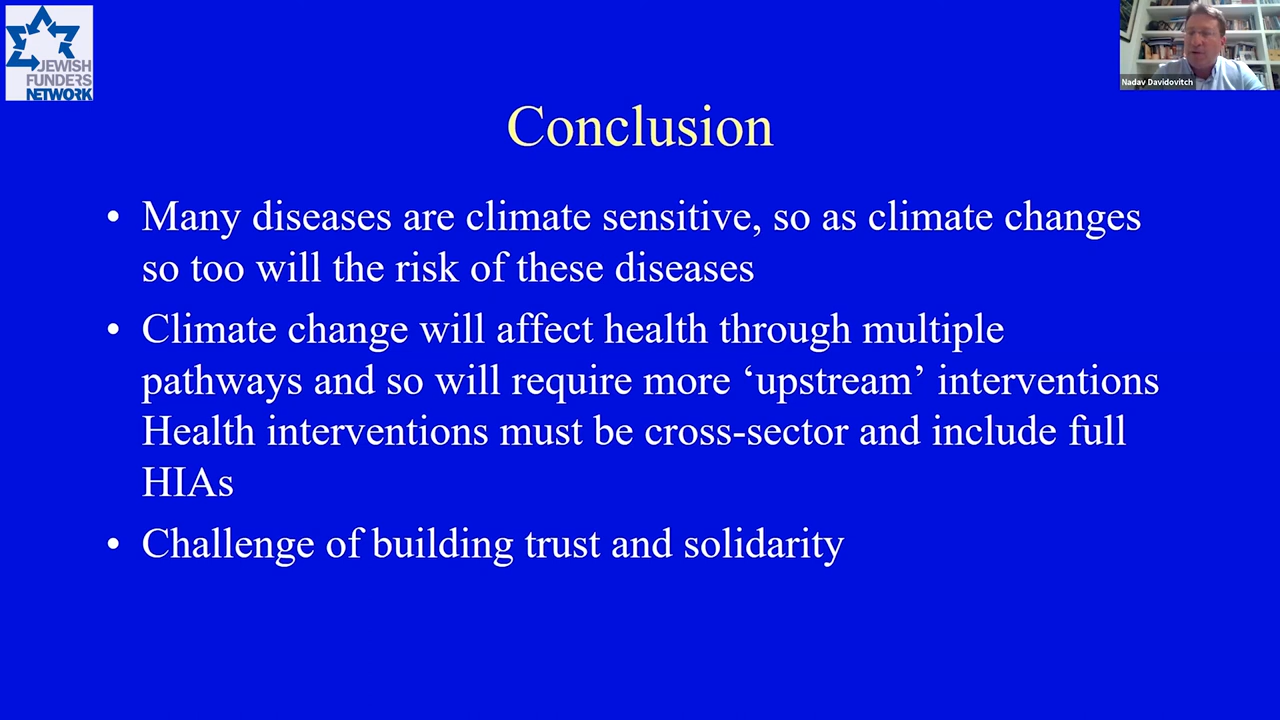 JEWISH
FUNDERS
NETWORK
Nadav Davidovitch
Conclusion
• Many diseases are climate sensitive, so as climate changes
so too will the risk of these diseases
• Climate change will affect health through multiple
pathways and so will require more ‘upstream’ interventions
Health interventions must be cross-sector and include full
HIAs
• Challenge of building trust and solidarity